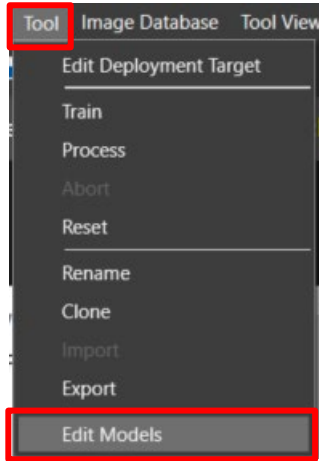 Tool Image Database Tool View
Edit Deployment Target
Train
Process
Abort
Reset
Rename
Clone
Import
Export
Edit Models